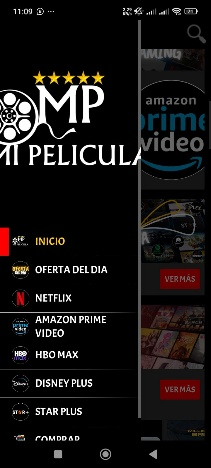 11:09
MP
MI PELICULA
amazon
prime
video
INICIO
OFERTA DEL DIA
VER MÁS
NETFLIX
AMAZON PRIME
VIDEO
HBO MAX
DISNEY PLUS
VER MÁS
STAR PLUS
COMPRAR